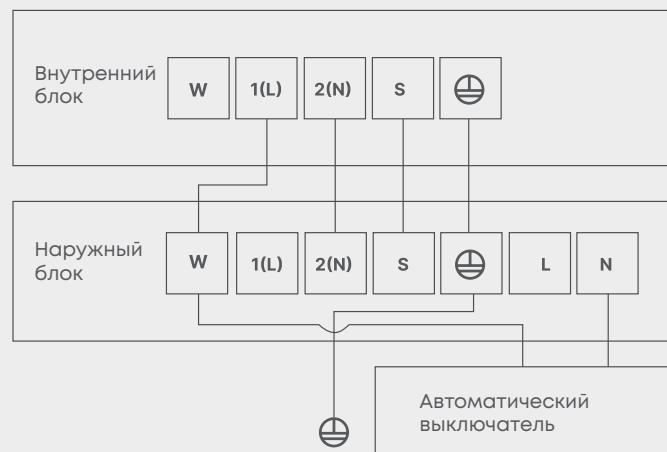 Внутренний
блок
W 1(L) 2(N) S
Наружный
блок
W 1(L) 2(N) S L N
Автоматический
выключатель